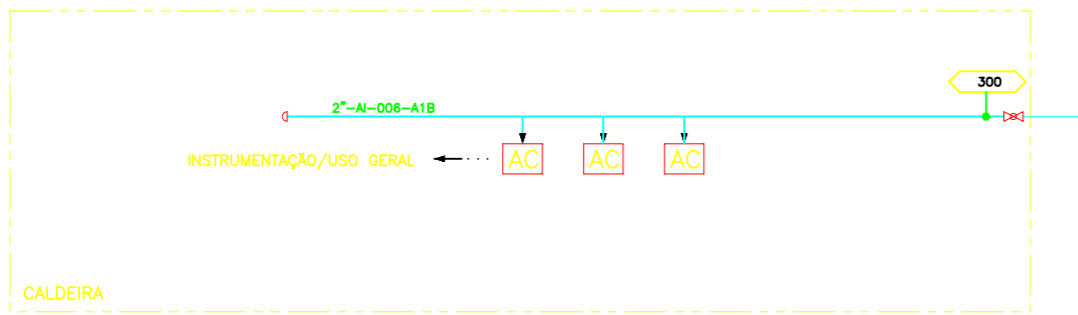 300
2"-AI-006-A1B
INSTRUMENTAÇÃO/USO GERAL
AC
AC
AC
CALDEIRA